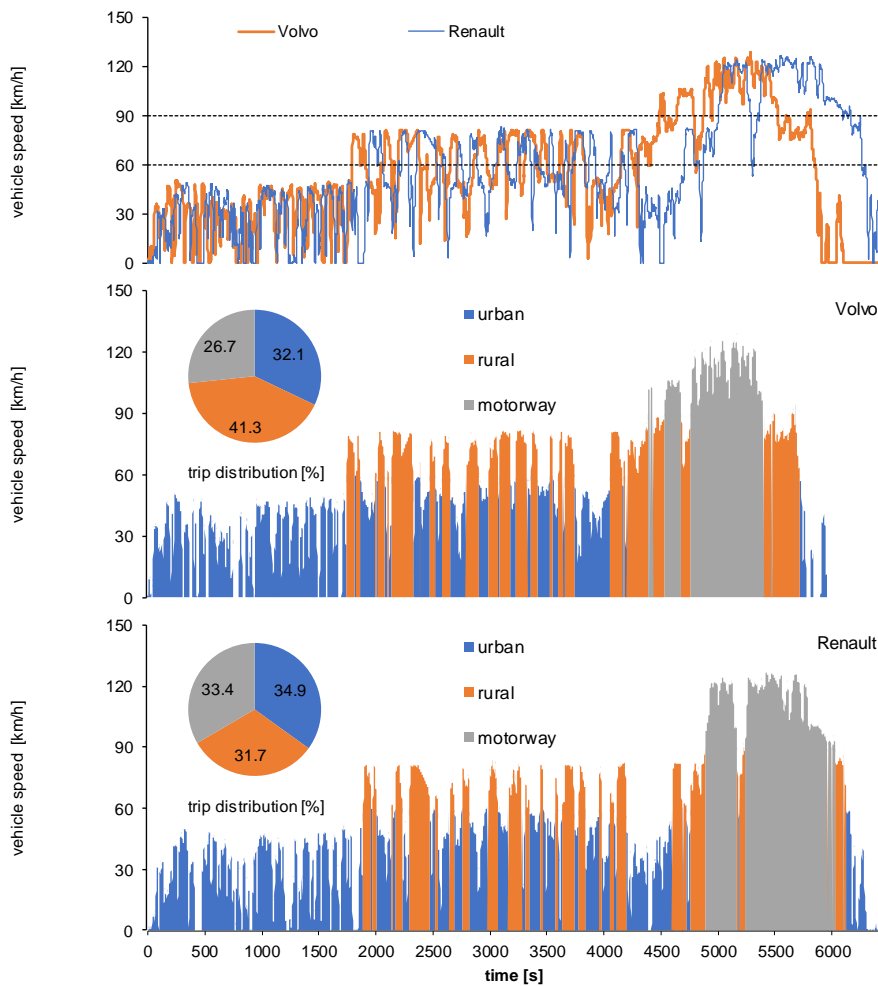 150
120
90
60
30
0
vehicle speed [km/h]
Volvo
Renault
150
120
90
60
30
0
vehicle speed [km/h]
Volvo
urban
rural
motorway
26.7
32.1
41.3
trip distribution [%]
150
120
90
60
30
0
vehicle speed [km/h]
Renault
urban
rural
motorway
33.4
34.9
31.7
trip distribution [%]
0 500 1000 1500 2000 2500 3000 3500 4000 4500 5000 5500 6000
time [s]